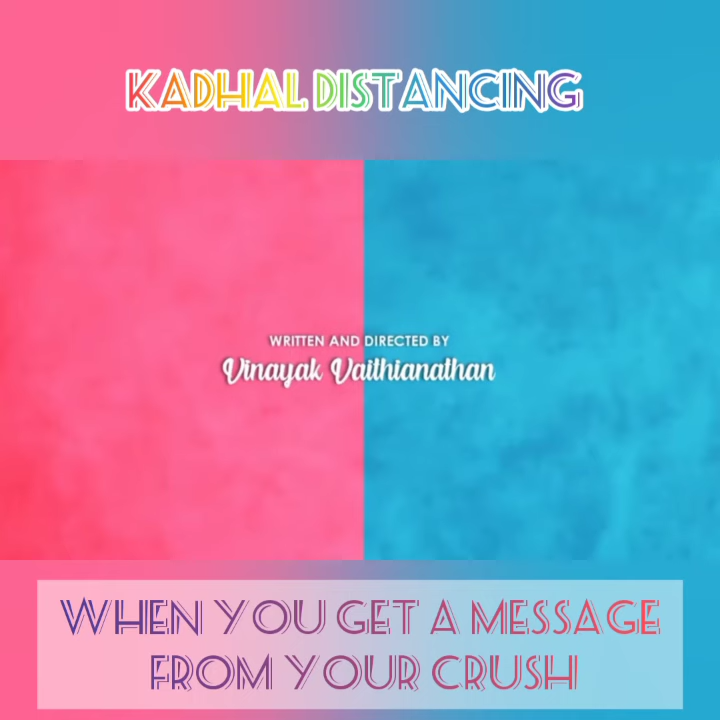 KADHAL DISTANCING
WRITTEN AND DIRECTED BY
Vinayak Vaithianathan
WHEN YOU GET A MESSAGE
FROM YOUR CRUSH